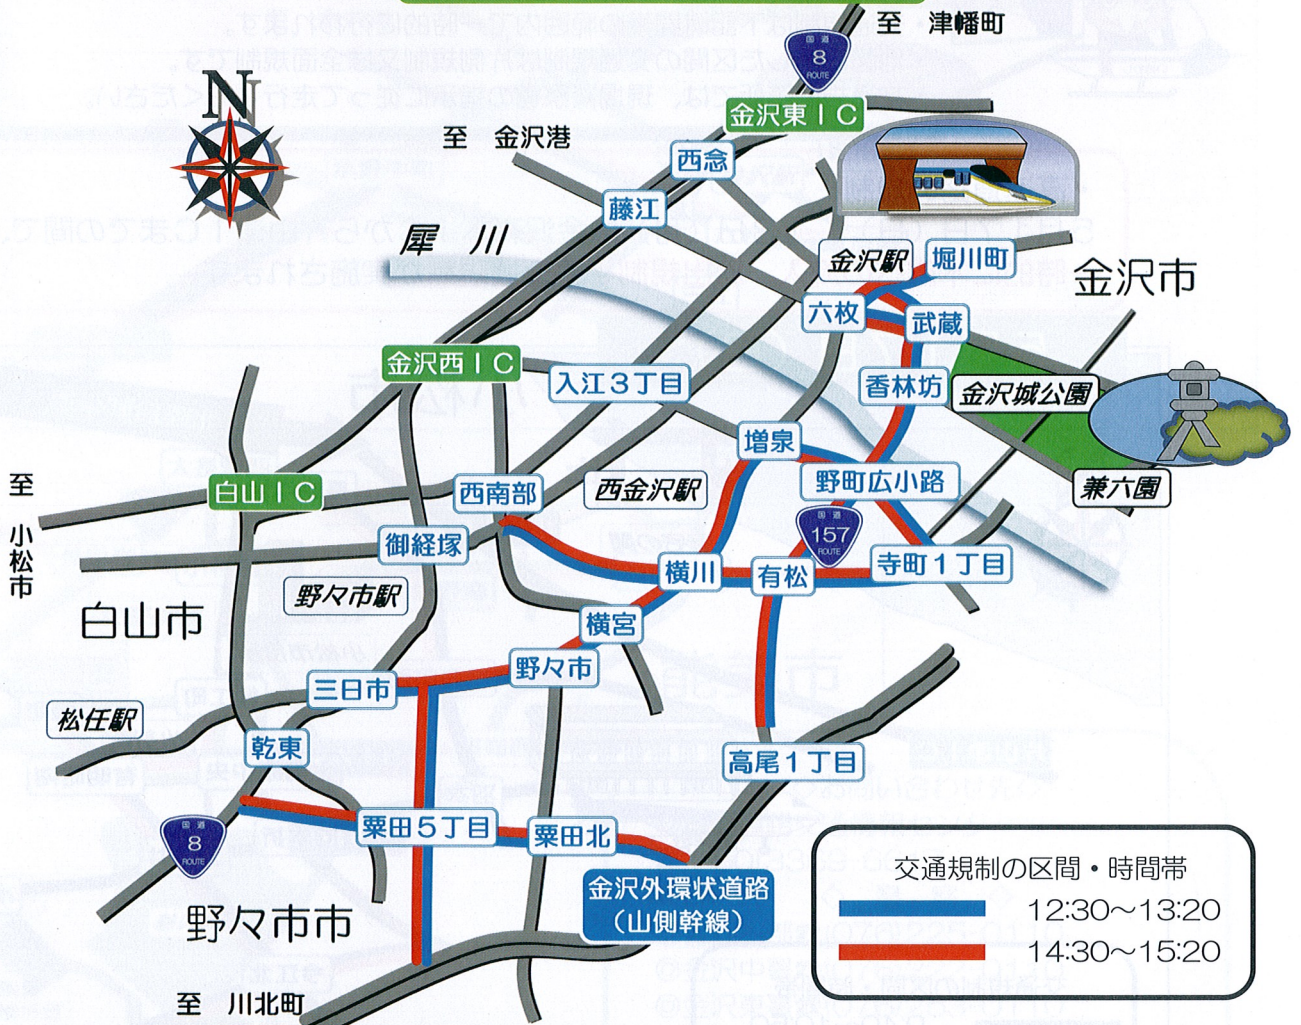 至 津幡町
国道
8
ROUTE
N
金沢東IC
至 金沢港
西念
藤江
犀川
金沢駅
堀川町
金沢市
六枚
武蔵
金沢西IC
入江3丁目
香林坊
金沢城公園
増泉
至 小松市
白山IC
西南部
西金沢駅
野町広小路
兼六園
国道
157
ROUTE
御経塚
横川
有松
寺町1丁目
野々市駅
白山市
横宮
野々市
三日市
松任駅
乾東
高尾1丁目
国道
8
ROUTE
粟田5丁目
粟田北
金沢外環状道路
(山側幹線)
野々市市
至 川北町
交通規制の区間・時間帯
12:30～13:20
14:30～15:20